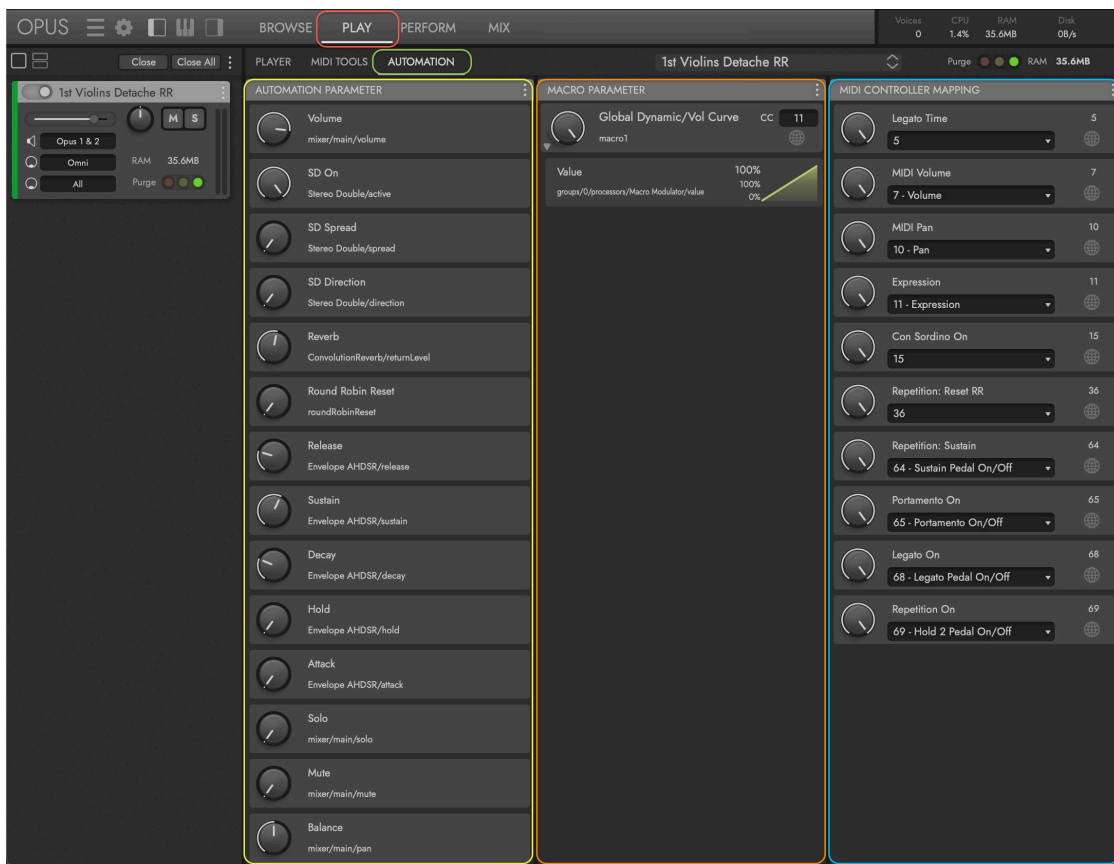 OPUS
BROWSE PLAY PERFORM MIX
Voices CPU RAM Disk
0 1.4% 35.6MB 0B/s
Close Close All
PLAYER MIDI TOOLS AUTOMATION
1st Violins Detache RR
Purge RAM 35.6MB
1st Violins Detache RR
M S
Opus 1 & 2
Omni RAM 35.6MB
All Purge
AUTOMATION PARAMETER
Volume
mixer/main/volume
SD On
Stereo Double/active
SD Spread
Stereo Double/spread
SD Direction
Stereo Double/direction
Reverb
ConvolutionReverb/returnLevel
Round Robin Reset
roundRobinReset
Release
Envelope AHDSR/release
Sustain
Envelope AHDSR/sustain
Decay
Envelope AHDSR/decay
Hold
Envelope AHDSR/hold
Attack
Envelope AHDSR/attack
Solo
mixer/main/solo
Mute
mixer/main/mute
Balance
mixer/main/pan
MACRO PARAMETER
Global Dynamic/Vol Curve CC 11
macro1
Value 100%
groups/0/processors/Macro Modulator/value 100%
0%
MIDI CONTROLLER MAPPING
Legato Time 5
5
MIDI Volume 7
7 - Volume
MIDI Pan 10
10 - Pan
Expression 11
11 - Expression
Con Sordino On 15
15
Repetition: Reset RR 36
36
Repetition: Sustain 64
64 - Sustain Pedal On/Off
Portamento On 65
65 - Portamento On/Off
Legato On 68
68 - Legato Pedal On/Off
Repetition On 69
69 - Hold 2 Pedal On/Off